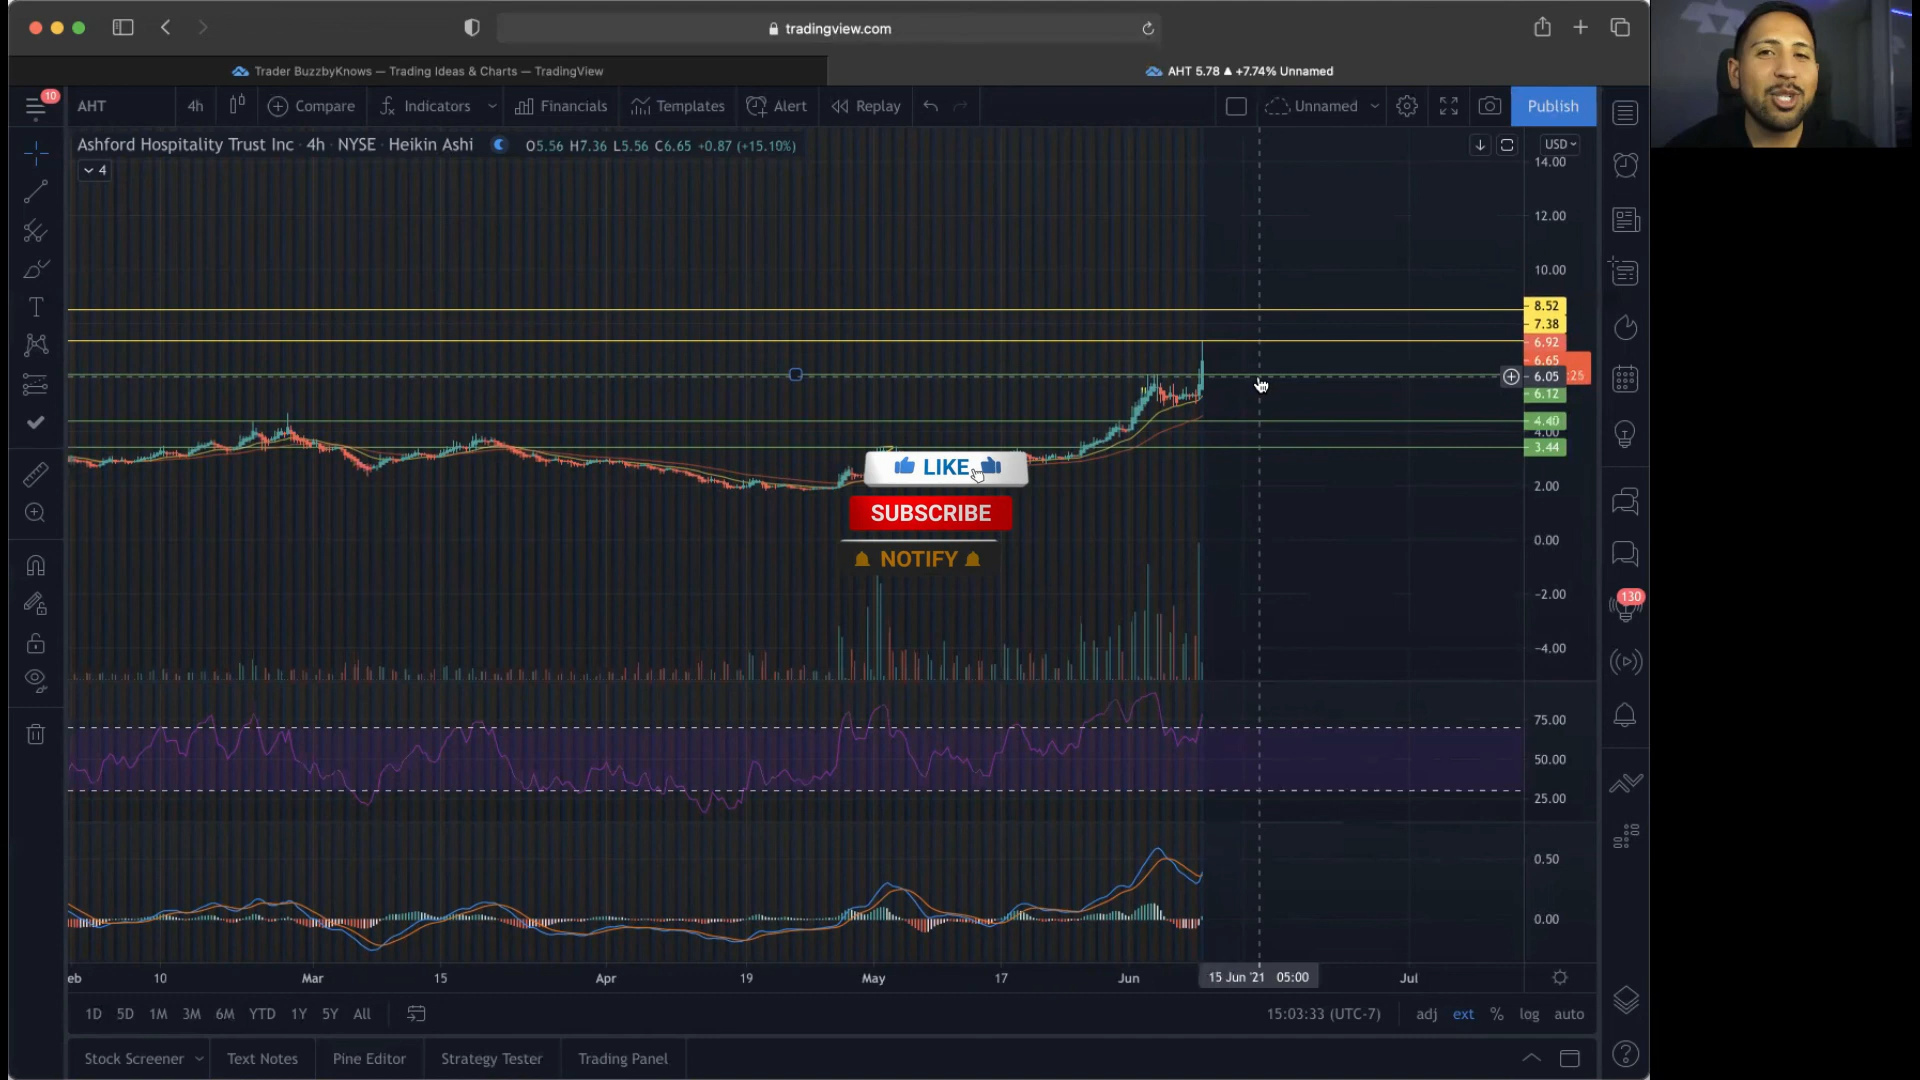 tradingview.com
Trader BuzzbyKnows — Trading Ideas & Charts — TradingView
AHT 5.78 ▲ +7.74% Unnamed
10
AHT 4h Compare Indicators Financials Templates Alert Replay Unnamed Publish
Ashford Hospitality Trust Inc · 4h · NYSE · Heikin Ashi O5.56 H7.36 L5.56 C6.65 +0.87 (+15.10%)
USD
4
14.00
12.00
10.00
8.52
7.38
6.92
6.65
6.05 :25
6.12
4.40
4.00
3.44
2.00
0.00
-2.00
-4.00
LIKE
SUBSCRIBE
NOTIFY
130
75.00
50.00
25.00
0.50
0.00
eb 10 Mar 15 Apr 19 May 17 Jun 15 Jun '21 05:00 Jul
1D 5D 1M 3M 6M YTD 1Y 5Y All 15:03:33 (UTC-7) adj ext % log auto
Stock Screener Text Notes Pine Editor Strategy Tester Trading Panel